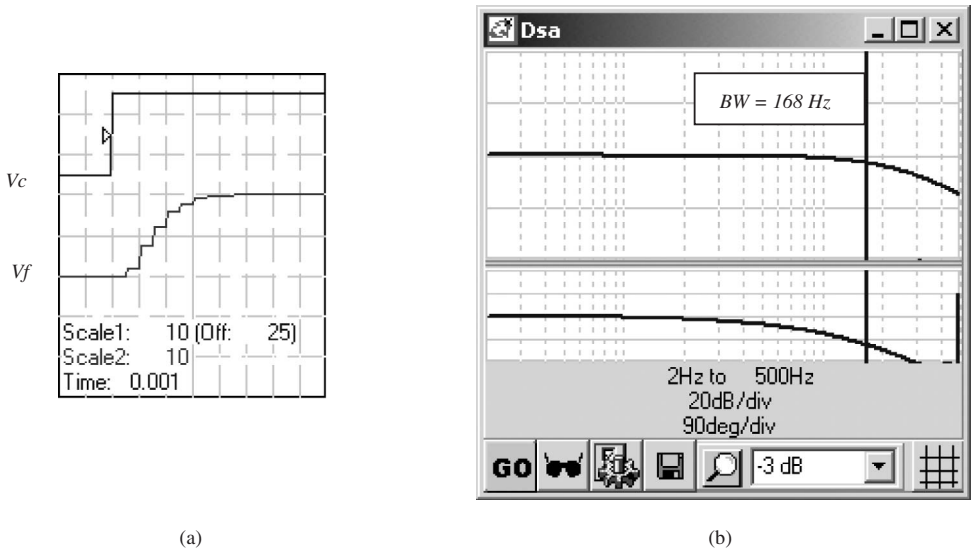 Vc
Vf
Scale1: 10 (Off: 25)
Scale2: 10
Time: 0.001
(a)
Dsa
BW = 168 Hz
2Hz to 500Hz
20dB/div
90deg/div
GO
-3 dB
(b)